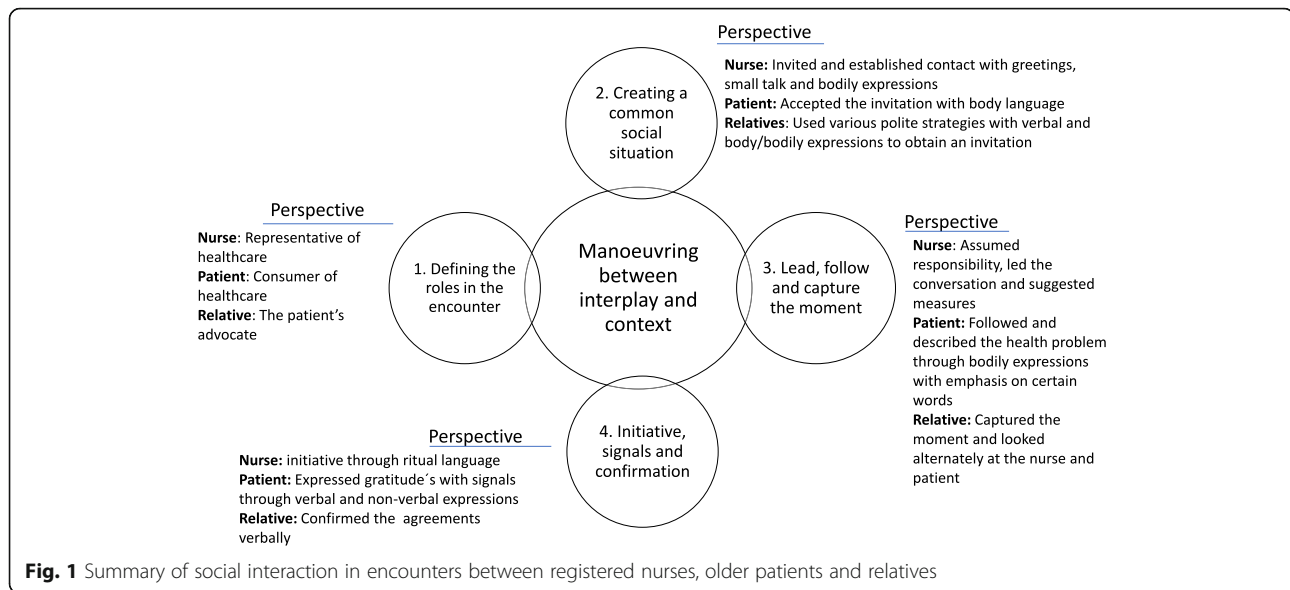 Perspective
Nurse: Invited and established contact with greetings,
small talk and bodily expressions
Patient: Accepted the invitation with body language
Relatives: Used various polite strategies with verbal and
body/bodily expressions to obtain an invitation
2. Creating a
common
social
situation
Perspective
Nurse: Representative of
healthcare
Patient: Consumer of
healthcare
Relative: The patient's
advocate
1. Defining the
roles in the
encounter
Manoeuvring
between
interplay and
context
3. Lead, follow
and capture
the moment
Perspective
Nurse: Assumed
responsibility, led the
conversation and suggested
measures
Patient: Followed and
described the health problem
through bodily expressions
with emphasis on certain
words
Relative: Captured the
moment and looked
alternately at the nurse and
patient
Perspective
Nurse: initiative through ritual language
Patient: Expressed gratitude´s with signals
through verbal and non-verbal expressions
Relative: Confirmed the agreements
verbally
4. Initiative,
signals and
confirmation
Fig. 1 Summary of social interaction in encounters between registered nurses, older patients and relatives